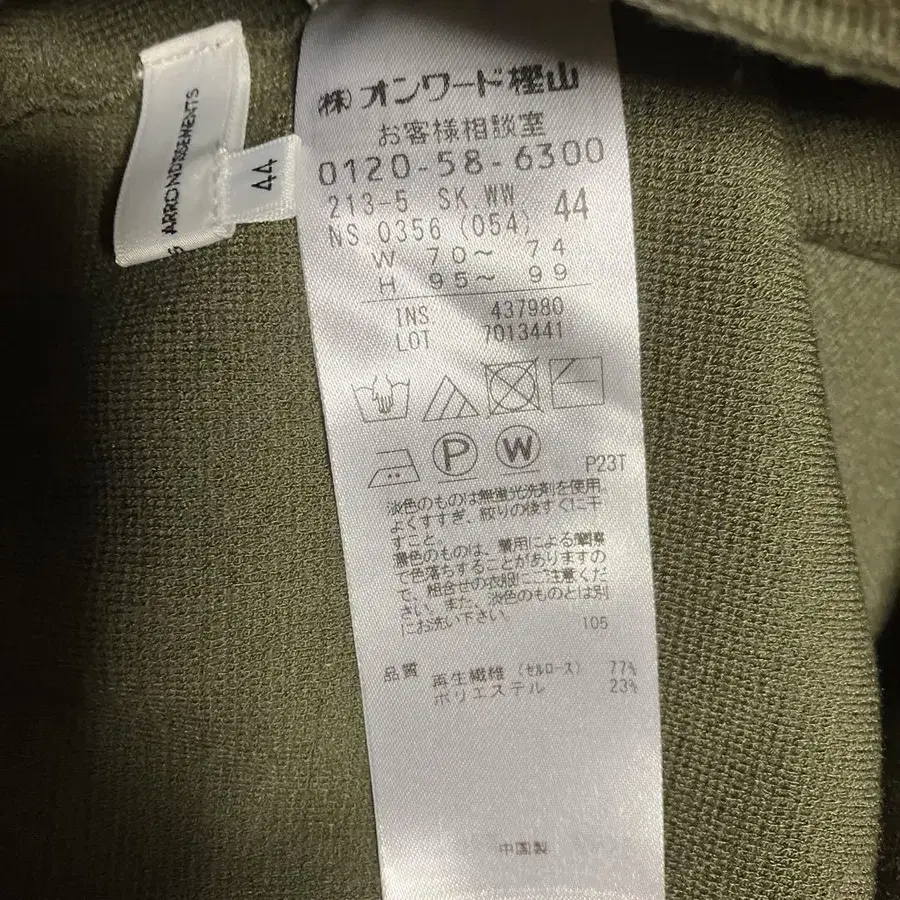 ARRONDISSEMENTS
44
(株)オンワード樫山
お客様相談室
0120-58-6300
213-5 SK WW 44
NS 0356 (054)
W 70～ 74
H 95～ 99
INS. 437980
LOT 7013441
P W
P23T
淡色のものは無蛍光洗剤を使用。
よくすすぎ、絞りの後すぐに干
すこと。
濃色のものは、着用による摩擦
で色落ちすることがありますの
で、組合せの衣服にご注意くだ
さい。また、淡色のものとは別
にお洗い下さい。 105
品質 再生繊維 (セルロース) 77%
ポリエステル 23%
中国製